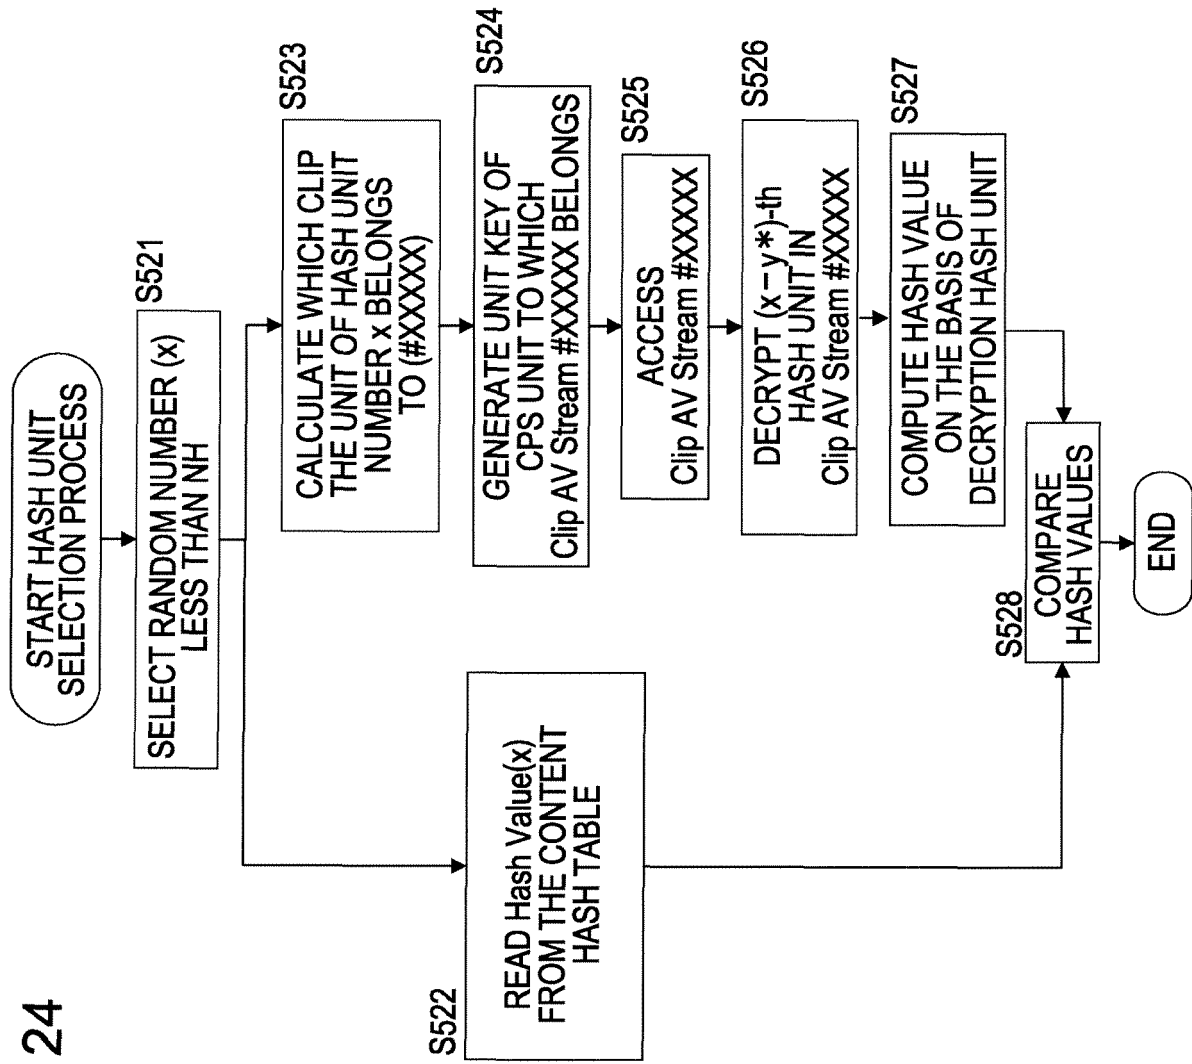 24
START HASH UNIT
SELECTION PROCESS
S521
SELECT RANDOM NUMBER (x)
LESS THAN NH
S522
READ Hash Value(x)
FROM THE CONTENT
HASH TABLE
S523
CALCULATE WHICH CLIP
THE UNIT OF HASH UNIT
NUMBER x BELONGS
TO (#XXXXX)
S524
GENERATE UNIT KEY OF
CPS UNIT TO WHICH
Clip AV Stream #XXXXX BELONGS
S525
ACCESS
Clip AV Stream #XXXXX
S526
DECRYPT (x－y*)-th
HASH UNIT IN
Clip AV Stream #XXXXX
S527
COMPUTE HASH VALUE
ON THE BASIS OF
DECRYPTION HASH UNIT
S528
COMPARE
HASH VALUES
END